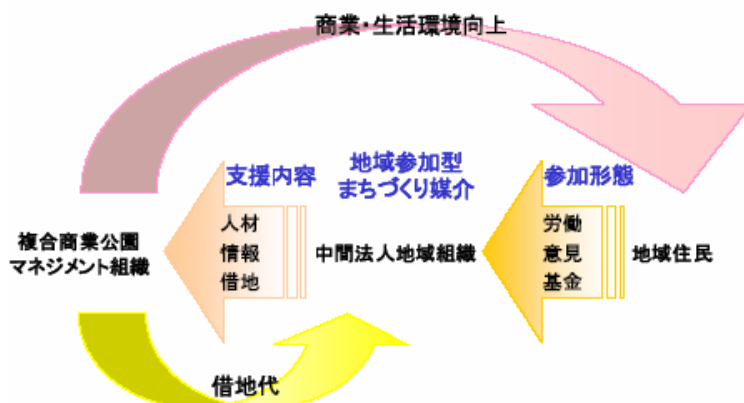 商業・生活環境向上
支援内容
地域参加型
まちづくり媒介
参加形態
複合商業公園
マネジメント組織
人材
情報
借地
中間法人地域組織
労働
意見
基金
地域住民
借地代